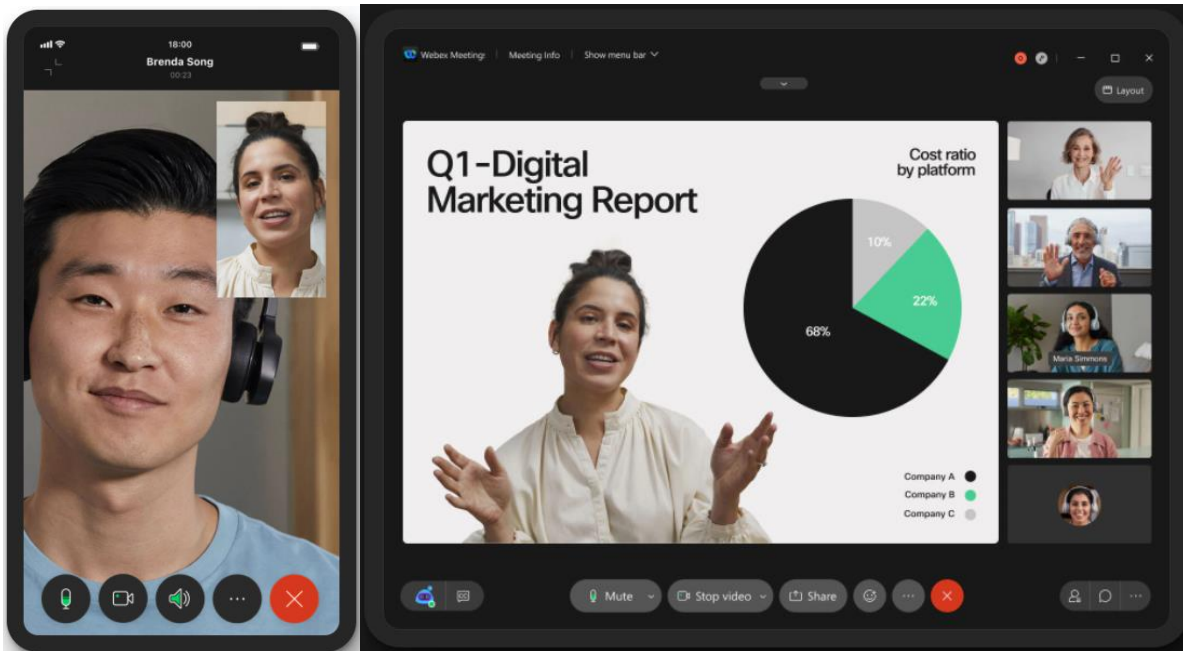 18:00
Brenda Song
00:23
Webex Meetings
Meeting Info
Show menu bar
Layout
Q1-Digital
Marketing Report
Cost ratio
by platform
10%
22%
68%
Company A
Company B
Company C
Maria Simmons
CC
Mute
Stop video
Share